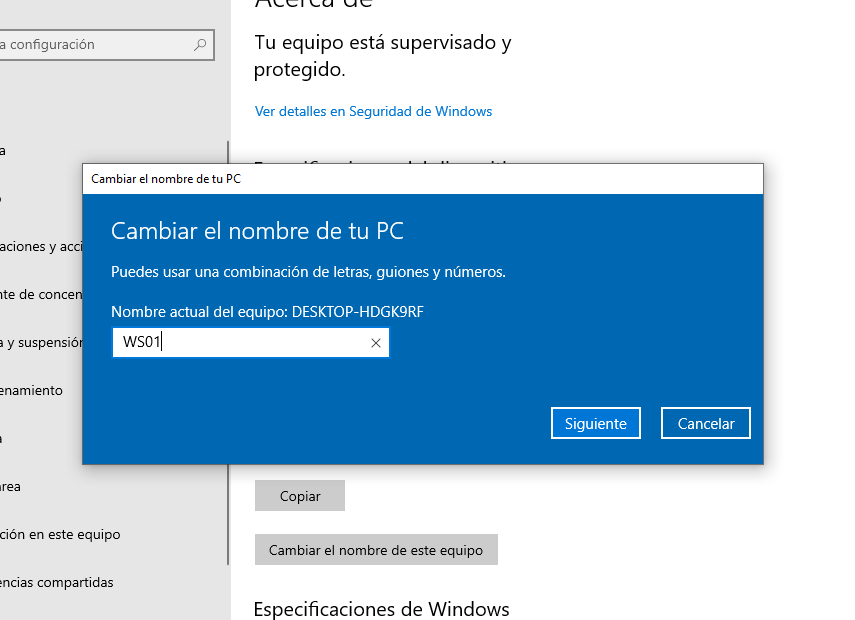 Acerca de
a configuración
Tu equipo está supervisado y
protegido.
Ver detalles en Seguridad de Windows
Cambiar el nombre de tu PC
Cambiar el nombre de tu PC
Puedes usar una combinación de letras, guiones y números.
Nombre actual del equipo: DESKTOP-HDGK9RF
WS01
Siguiente
Cancelar
a
aciones y acci
nte de concen
a y suspensión
enamiento
a
area
ción en este equipo
encias compartidas
Copiar
Cambiar el nombre de este equipo
Especificaciones de Windows